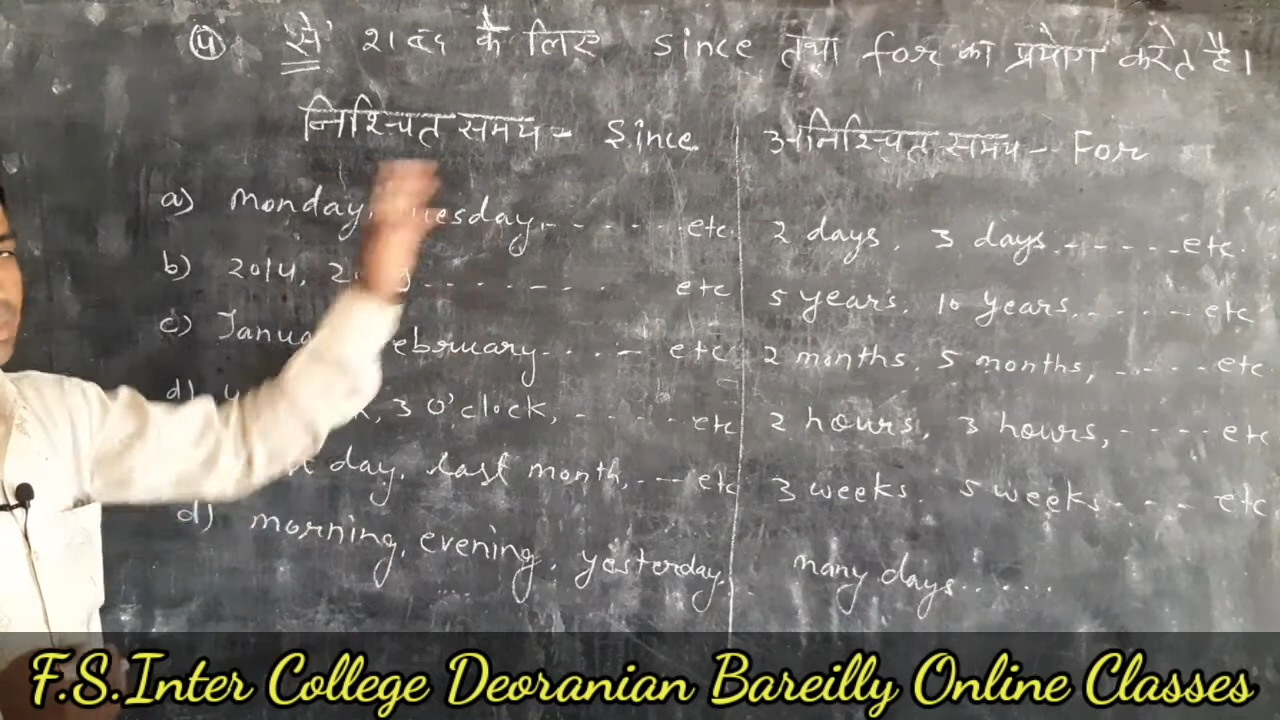 (५) से शब्द के लिए since तथा for का प्रयोग करते हैं।
निश्चित समय - Since अनिश्चित समय -- For
a) Monday, Tuesday, ------ etc. 2 days, 3 days ------ etc.
b) 2014, ------- etc 5 years, 10 years, ----- etc
c) February ---- etc 2 months, 5 months, ---- etc
d) 3 O'clock, ----- etc 2 hours, 3 hours, ---- etc
day, last month, --- etc 3 weeks, 5 weeks ---- etc
d) morning, evening, yesterday, many days.....
F.S.Inter College Deoranian Bareilly Online Classes